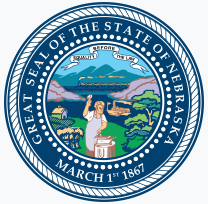 GREAT SEAL OF THE STATE OF NEBRASKA
EQUALITY BEFORE THE LAW
MARCH 1ST 1867